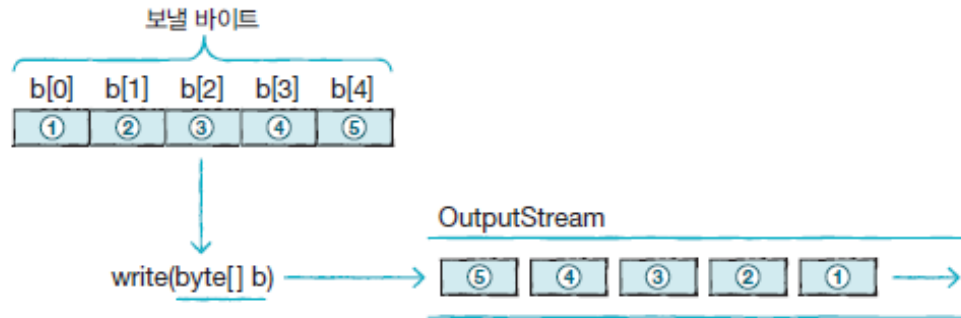 보낼 바이트
b[0] b[1] b[2] b[3] b[4]
① ② ③ ④ ⑤
OutputStream
write(byte[] b)
⑤ ④ ③ ② ①